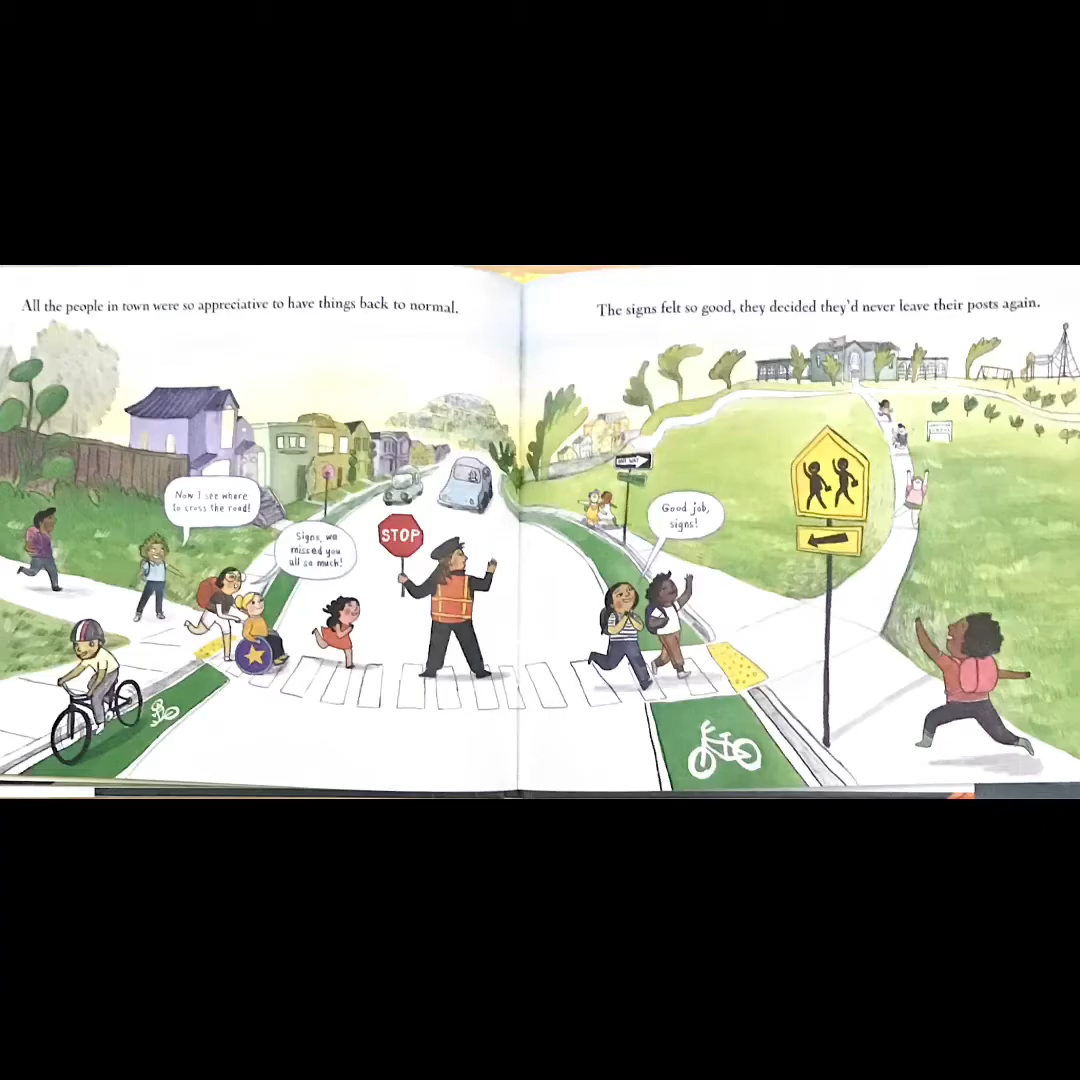 All the people in town were so appreciative to have things back to normal.
The signs felt so good, they decided they'd never leave their posts again.
Now I see where
to cross the road!
Signs, we
missed you
all so much!
STOP
ONE WAY
Good job,
signs!